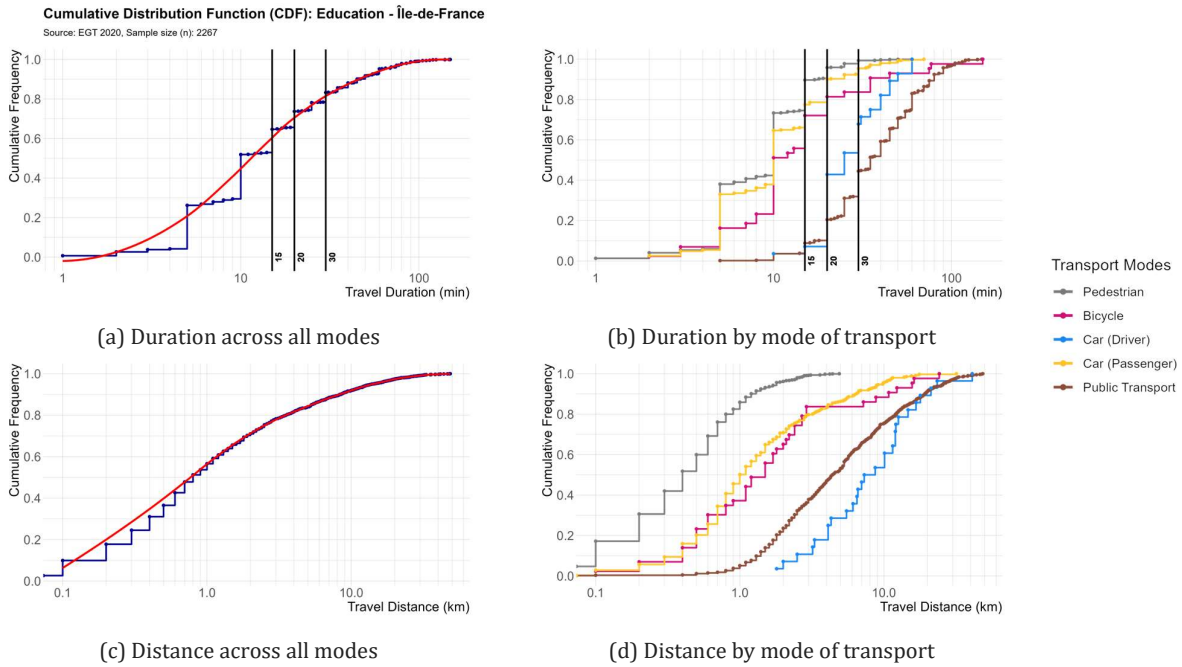 Cumulative Distribution Function (CDF): Education - Île-de-France
Source: EGT 2020, Sample size (n): 2267
Cumulative Frequency
1.0
0.8
0.6
0.4
0.2
0.0
15
20
30
1
10
100
Travel Duration (min)
(a) Duration across all modes
Cumulative Frequency
1.0
0.8
0.6
0.4
0.2
0.0
15
20
30
1
10
100
Travel Duration (min)
(b) Duration by mode of transport
Transport Modes
Pedestrian
Bicycle
Car (Driver)
Car (Passenger)
Public Transport
Cumulative Frequency
1.0
0.8
0.6
0.4
0.2
0.0
0.1
1.0
10.0
Travel Distance (km)
(c) Distance across all modes
Cumulative Frequency
1.0
0.8
0.6
0.4
0.2
0.0
0.1
1.0
10.0
Travel Distance (km)
(d) Distance by mode of transport